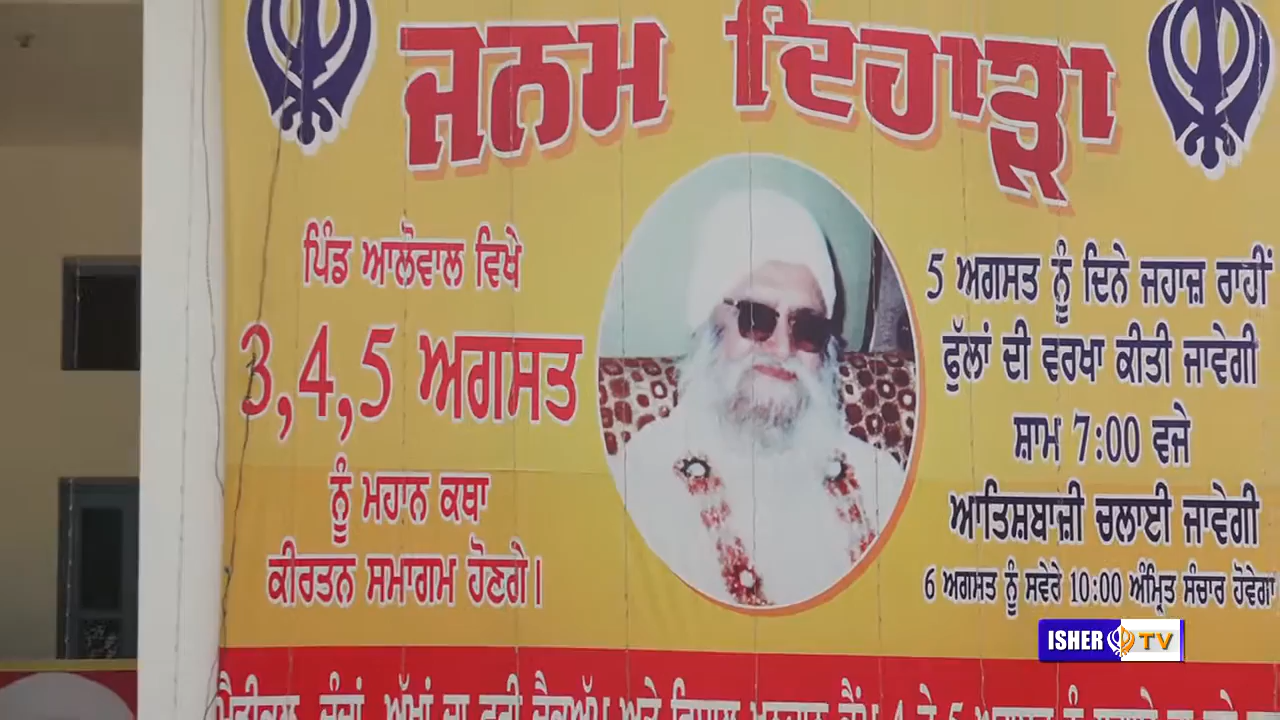 ਜਨਮ ਦਿਹਾੜਾ
ਪਿੰਡ ਆਲੋਵਾਲ ਵਿਖੇ
3,4,5 ਅਗਸਤ
ਨੂੰ ਮਹਾਨ ਕਥਾ
ਕੀਰਤਨ ਸਮਾਗਮ ਹੋਣਗੇ।
5 ਅਗਸਤ ਨੂੰ ਦਿਨੇ ਜਹਾਜ਼ ਰਾਹੀਂ
ਫੁੱਲਾਂ ਦੀ ਵਰਖਾ ਕੀਤੀ ਜਾਵੇਗੀ
ਸ਼ਾਮ 7:00 ਵਜੇ
ਆਤਿਸ਼ਬਾਜ਼ੀ ਚਲਾਈ ਜਾਵੇਗੀ
6 ਅਗਸਤ ਨੂੰ ਸਵੇਰੇ 10:00 ਅੰਮ੍ਰਿਤ ਸੰਚਾਰ ਹੋਵੇਗਾ
ISHER TV